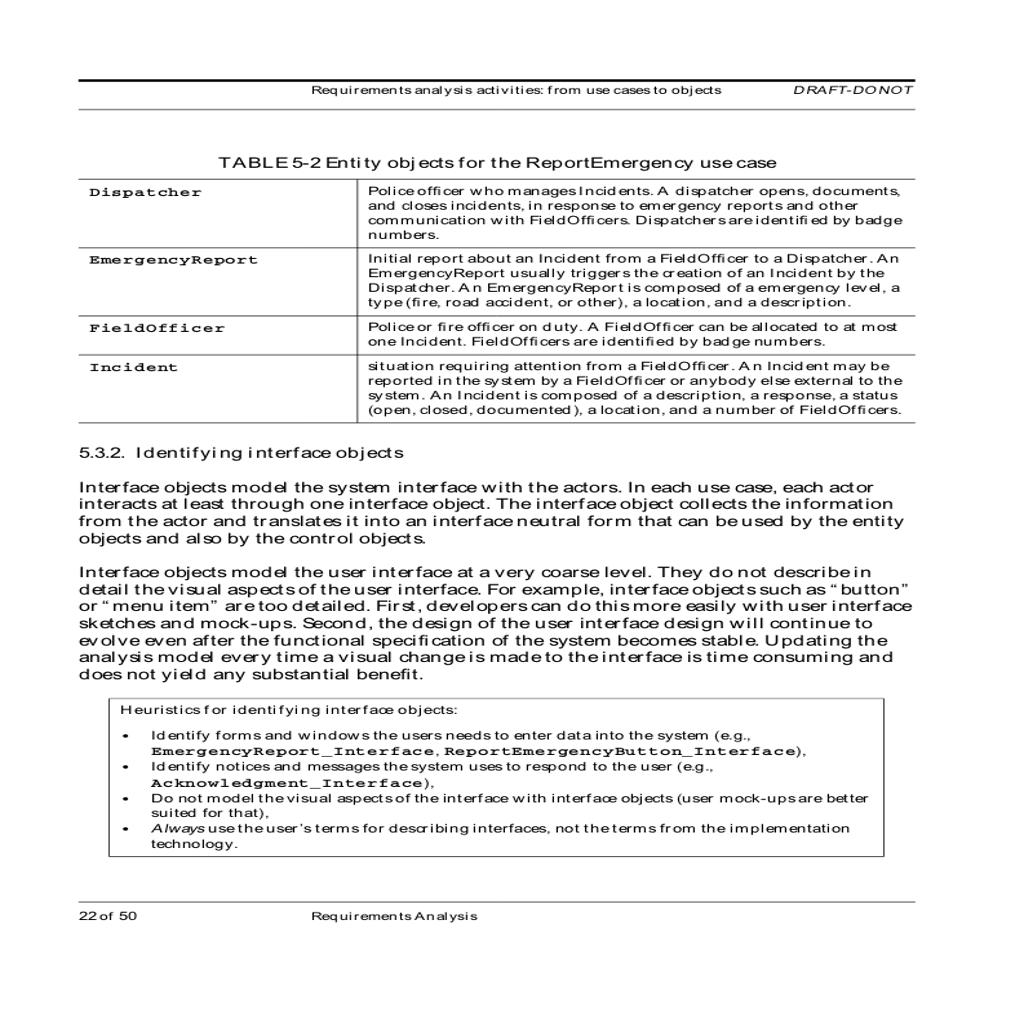 Requirements analysis activities: from use cases to objects DRAFT-DO NOT
TABLE 5-2 Entity objects for the ReportEmergency use case
Dispatcher
Police officer who manages Incidents. A dispatcher opens, documents,
and closes incidents, in response to emergency reports and other
communication with FieldOfficers. Dispatchers are identified by badge
numbers.
EmergencyReport
Initial report about an Incident from a FieldOfficer to a Dispatcher. An
EmergencyReport usually triggers the creation of an Incident by the
Dispatcher. An EmergencyReport is composed of a emergency level, a
type (fire, road accident, or other), a location, and a description.
FieldOfficer
Police or fire officer on duty. A FieldOfficer can be allocated to at most
one Incident. FieldOfficers are identified by badge numbers.
Incident
situation requiring attention from a FieldOfficer. An Incident may be
reported in the system by a FieldOfficer or anybody else external to the
system. An Incident is composed of a description, a response, a status
(open, closed, documented), a location, and a number of FieldOfficers.
5.3.2. Identifying interface objects
Interface objects model the system interface with the actors. In each use case, each actor
interacts at least through one interface object. The interface object collects the information
from the actor and translates it into an interface neutral form that can be used by the entity
objects and also by the control objects.
Interface objects model the user interface at a very coarse level. They do not describe in
detail the visual aspects of the user interface. For example, interface objects such as “button”
or “menu item” are too detailed. First, developers can do this more easily with user interface
sketches and mock-ups. Second, the design of the user interface design will continue to
evolve even after the functional specification of the system becomes stable. Updating the
analysis model every time a visual change is made to the interface is time consuming and
does not yield any substantial benefit.
Heuristics for identifying interface objects:
• Identify forms and windows the users needs to enter data into the system (e.g.,
EmergencyReport_Interface, ReportEmergencyButton_Interface),
• Identify notices and messages the system uses to respond to the user (e.g.,
Acknowledgment_Interface),
• Do not model the visual aspects of the interface with interface objects (user mock-ups are better
suited for that),
• Always use the user’s terms for describing interfaces, not the terms from the implementation
technology.
22 of 50 Requirements Analysis